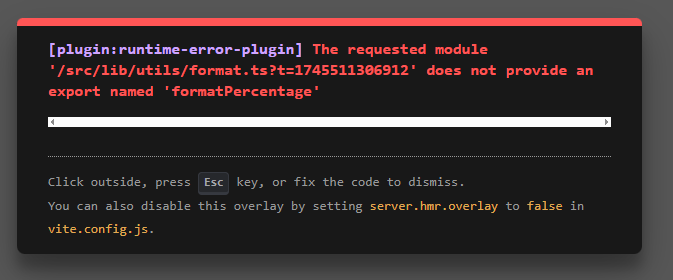 [plugin:runtime-error-plugin] The requested module
'/src/lib/utils/format.ts?t=1745511306912' does not provide an
export named 'formatPercentage'
Click outside, press Esc key, or fix the code to dismiss.
You can also disable this overlay by setting server.hmr.overlay to false in
vite.config.js.